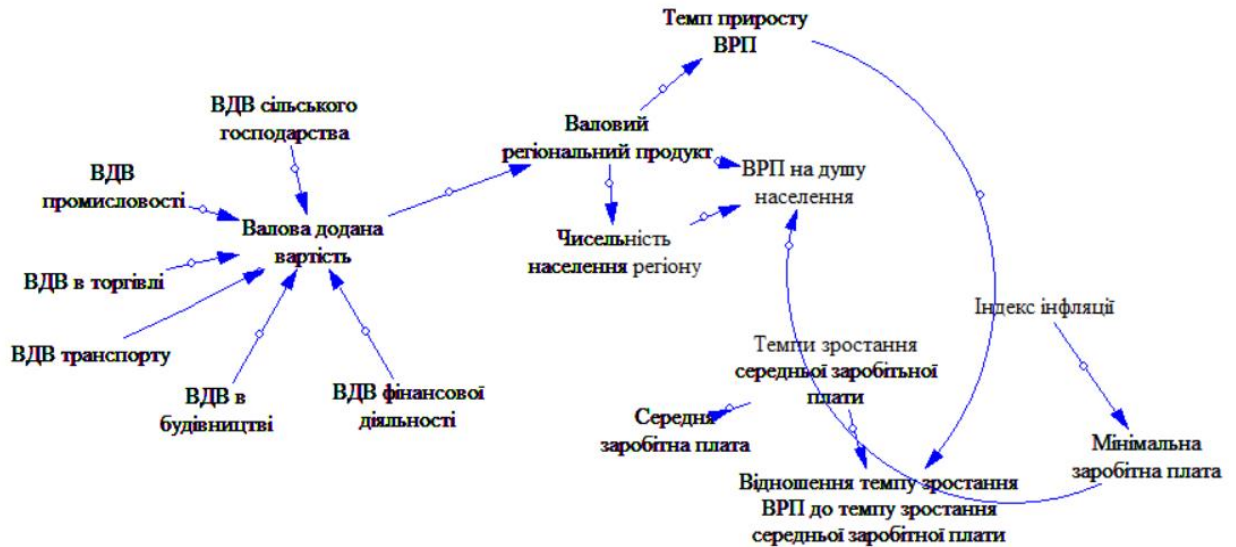 Темп приросту
ВРП
ВДВ сільського
господарства
Валовий
регіональний продукт
ВДВ
промисловості
ВРП на душу
населення
Валова додана
вартість
Чисельність
населення регіону
ВДВ в торгівлі
Індекс інфляції
ВДВ транспорту
Темпи зростання
середньої заробітьної
плати
ВДВ в
будівництві
ВДВ фінансової
діяльності
Середня
заробітна плата
Мінімальна
заробітна плата
Відношення темпу зростання
ВРП до темпу зростання
середньої заробітної плати